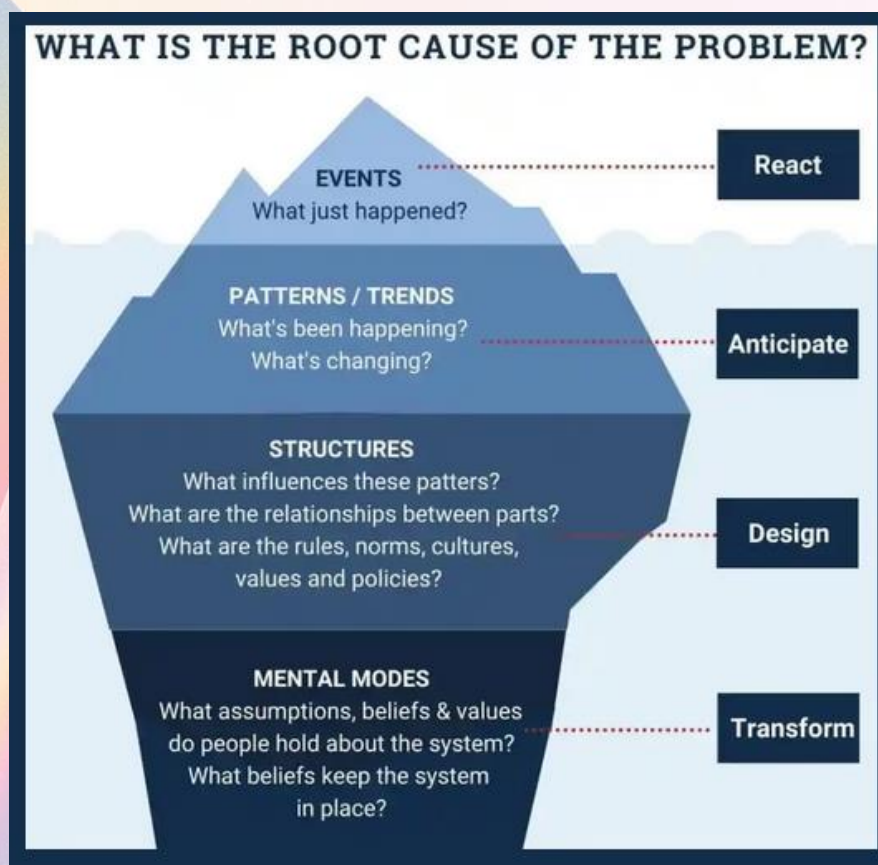 WHAT IS THE ROOT CAUSE OF THE PROBLEM?
EVENTS
What just happened?
React
PATTERNS / TRENDS
What's been happening?
What's changing?
Anticipate
STRUCTURES
What influences these patters?
What are the relationships between parts?
What are the rules, norms, cultures,
values and policies?
Design
MENTAL MODES
What assumptions, beliefs & values
do people hold about the system?
What beliefs keep the system
in place?
Transform